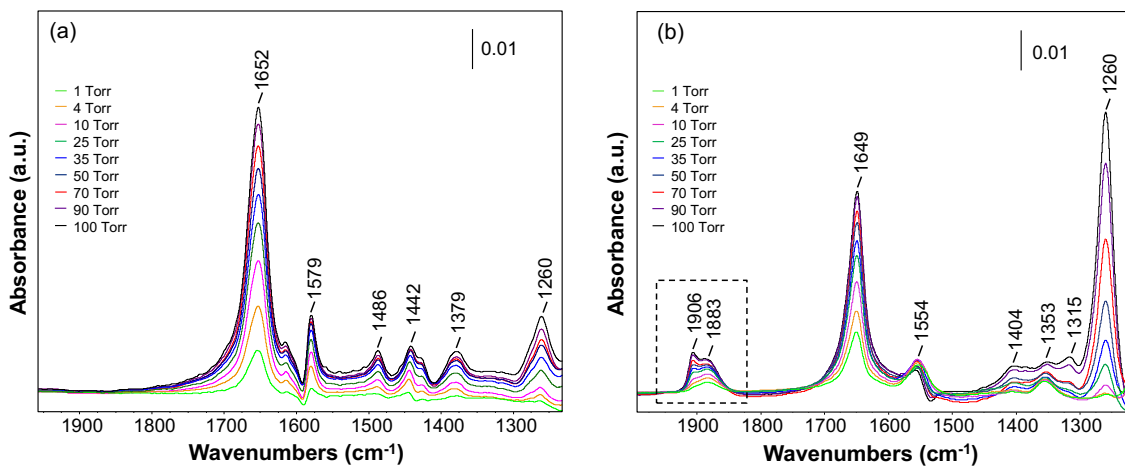 (a)
0.01
1652
1 Torr
4 Torr
10 Torr
25 Torr
35 Torr
50 Torr
70 Torr
90 Torr
100 Torr
1579
1486
1442
1379
1260
Absorbance (a.u.)
1900 1800 1700 1600 1500 1400 1300
Wavenumbers (cm-1)
(b)
0.01
1260
1 Torr
4 Torr
10 Torr
25 Torr
35 Torr
50 Torr
70 Torr
90 Torr
100 Torr
1649
1906
1883
1554
1404
1353
1315
Absorbance (a.u.)
1900 1800 1700 1600 1500 1400 1300
Wavenumbers (cm-1)